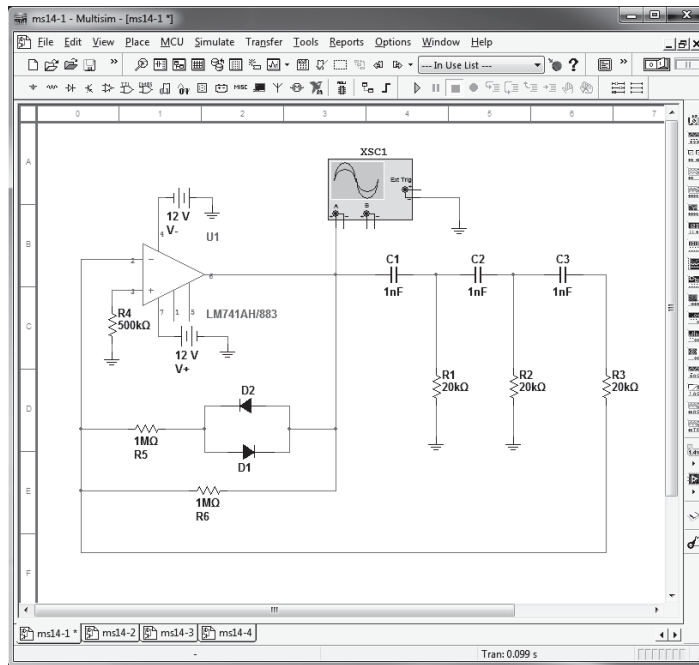 ms14-1 - Multisim - [ms14-1 *]
File Edit View Place MCU Simulate Transfer Tools Reports Options Window Help
--- In Use List ---
MISC
0 1 2 3 4 5 6 7
A
B
C
D
E
F
XSC1
Ext Trig
A B
12 V
V-
4
U1
2
6
3
7 1 5
LM741AH/883
R4
500kΩ
12 V
V+
C1
1nF
C2
1nF
C3
1nF
R1
20kΩ
R2
20kΩ
R3
20kΩ
D2
D1
1MΩ
R5
1MΩ
R6
ms14-1 * ms14-2 ms14-3 ms14-4
-
Tran: 0.099 s